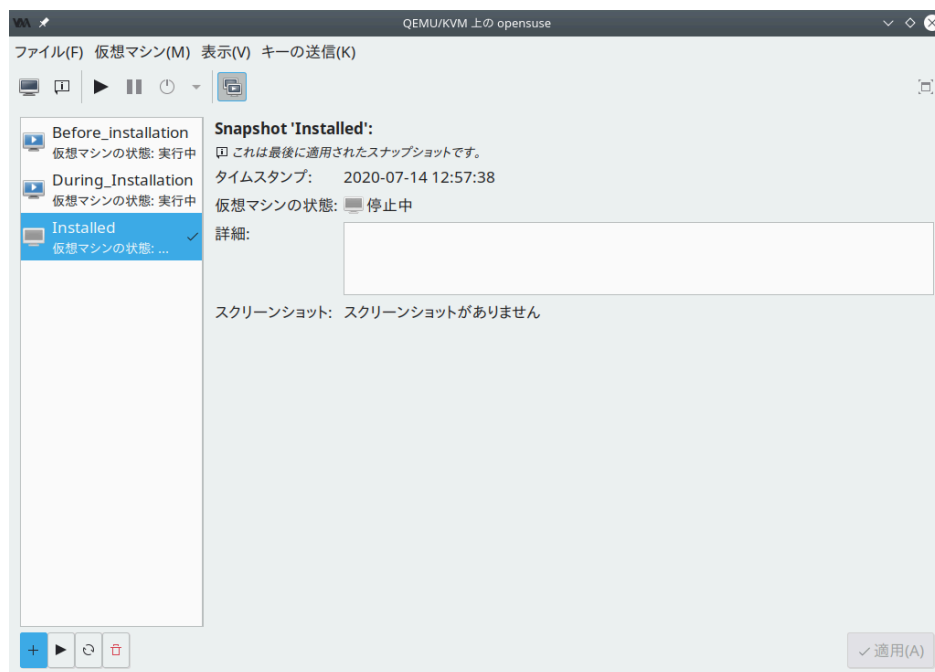 QEMU/KVM 上の opensuse
ファイル(F) 仮想マシン(M) 表示(V) キーの送信(K)
Before_installation
仮想マシンの状態: 実行中
During_Installation
仮想マシンの状態: 実行中
Installed
仮想マシンの状態: ...
Snapshot 'Installed':
これは最後に適用されたスナップショットです。
タイムスタンプ: 2020-07-14 12:57:38
仮想マシンの状態: 停止中
詳細:
スクリーンショット: スクリーンショットがありません
適用(A)